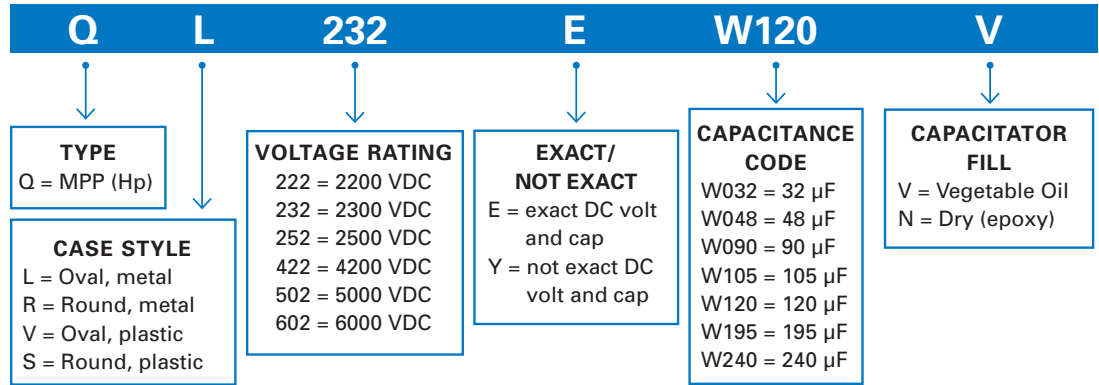 Q L 232 E W120 V
TYPE
Q = MPP (Hp)
CASE STYLE
L = Oval, metal
R = Round, metal
V = Oval, plastic
S = Round, plastic
VOLTAGE RATING
222 = 2200 VDC
232 = 2300 VDC
252 = 2500 VDC
422 = 4200 VDC
502 = 5000 VDC
602 = 6000 VDC
EXACT/
NOT EXACT
E = exact DC volt
and cap
Y = not exact DC
volt and cap
CAPACITANCE
CODE
W032 = 32 µF
W048 = 48 µF
W090 = 90 µF
W105 = 105 µF
W120 = 120 µF
W195 = 195 µF
W240 = 240 µF
CAPACITATOR
FILL
V = Vegetable Oil
N = Dry (epoxy)